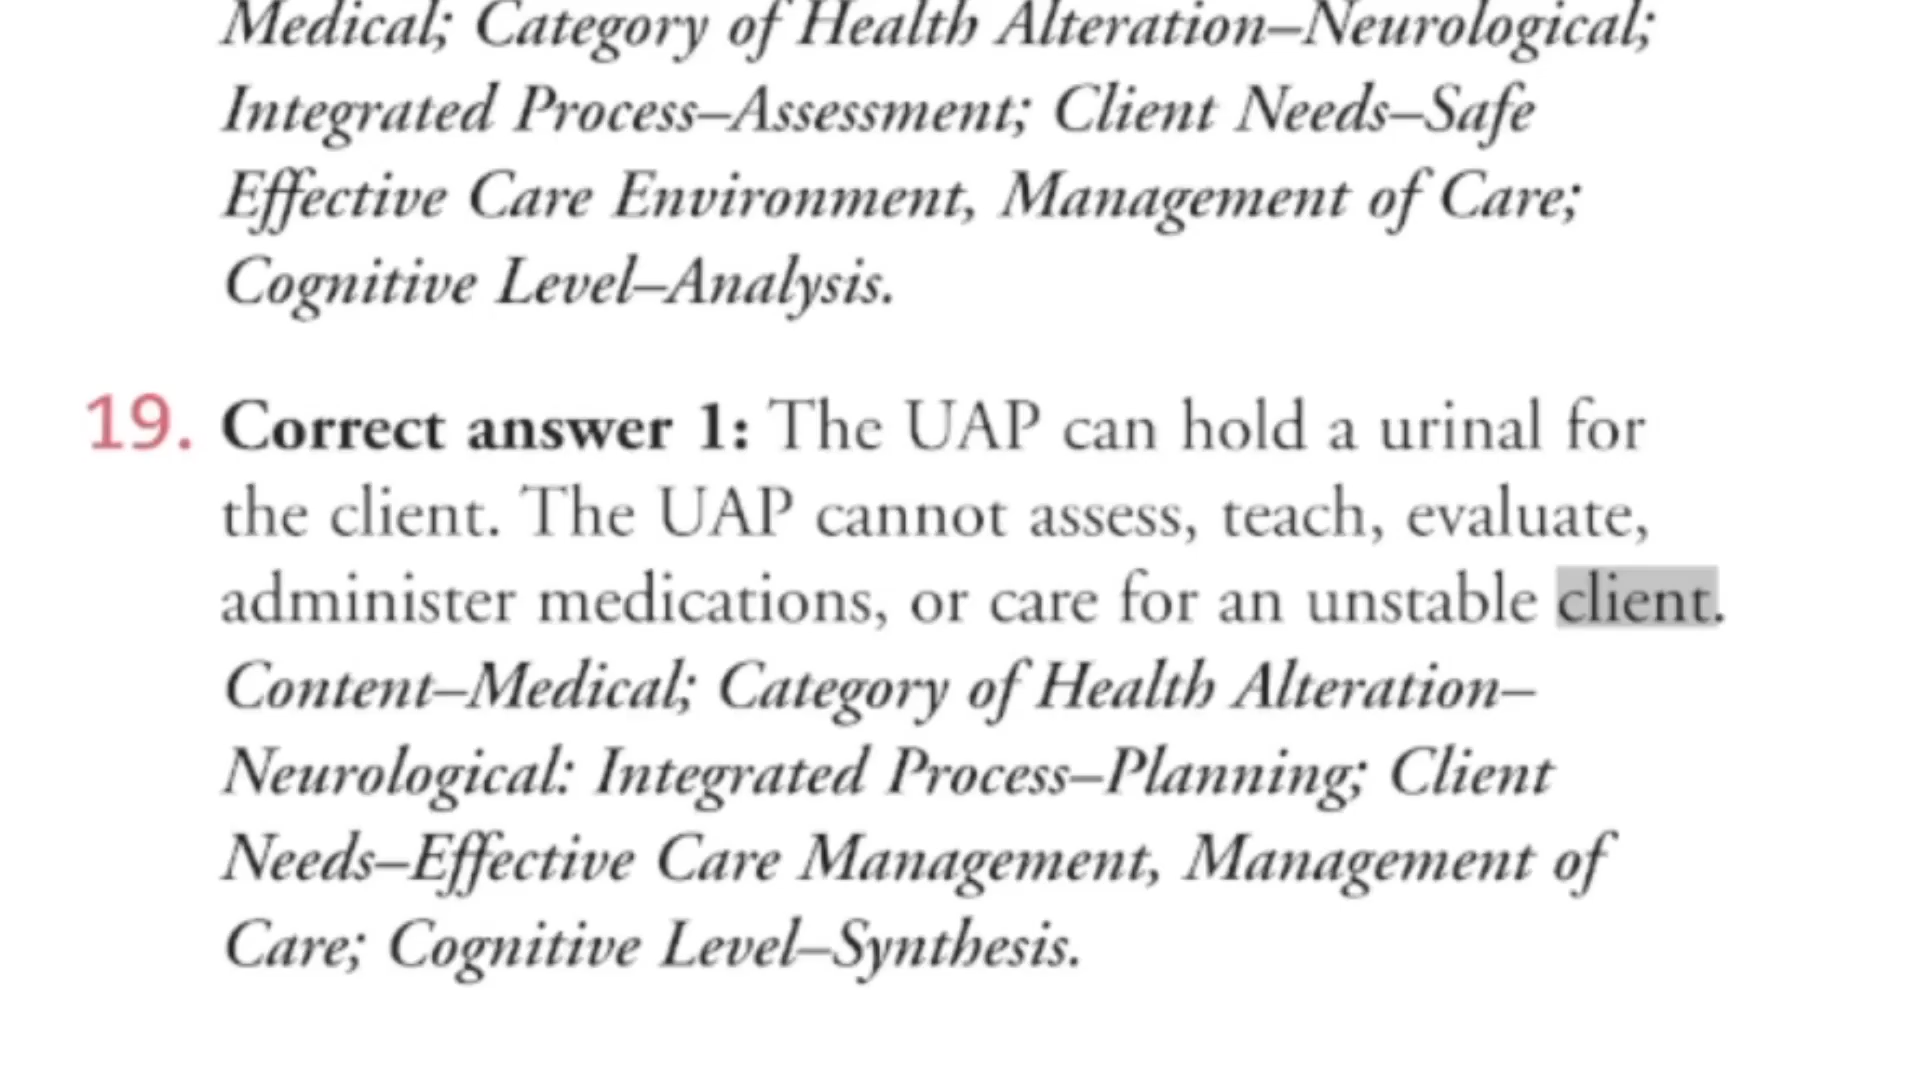 Medical; Category of Health Alteration–Neurological;
Integrated Process–Assessment; Client Needs–Safe
Effective Care Environment, Management of Care;
Cognitive Level–Analysis.
19. Correct answer 1: The UAP can hold a urinal for
the client. The UAP cannot assess, teach, evaluate,
administer medications, or care for an unstable client.
Content–Medical; Category of Health Alteration–
Neurological: Integrated Process–Planning; Client
Needs–Effective Care Management, Management of
Care; Cognitive Level–Synthesis.